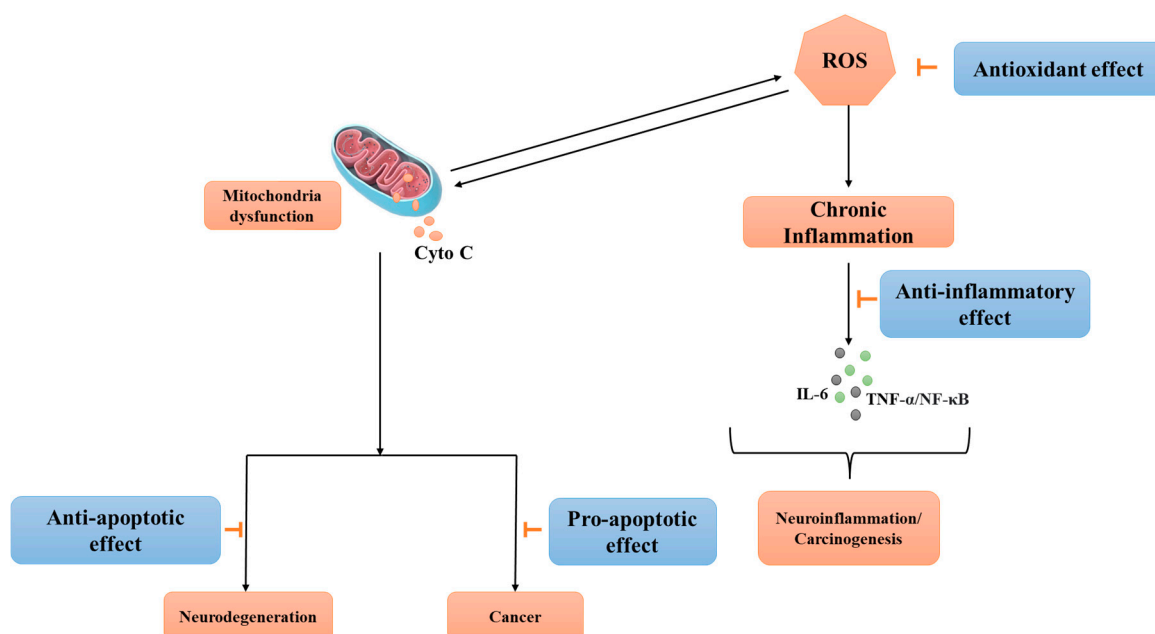 ROS
Antioxidant effect
Mitochondria
dysfunction
Cyto C
Chronic
Inflammation
Anti-inflammatory
effect
IL-6
TNF-α/NF-κB
Anti-apoptotic
effect
Pro-apoptotic
effect
Neuroinflammation/
Carcinogenesis
Neurodegeneration
Cancer